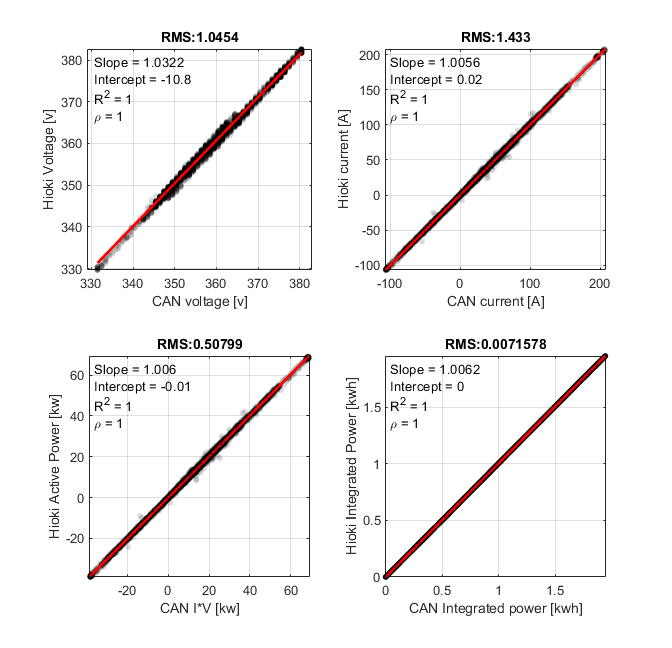 RMS:1.0454
Slope = 1.0322
Intercept = -10.8
R2 = 1
ρ = 1
380
370
360
350
340
330
330 340 350 360 370 380
Hioki Voltage [v]
CAN voltage [v]
RMS:1.433
Slope = 1.0056
Intercept = 0.02
R2 = 1
ρ = 1
200
150
100
50
0
-50
-100
-100 0 100 200
Hioki current [A]
CAN current [A]
RMS:0.50799
Slope = 1.006
Intercept = -0.01
R2 = 1
ρ = 1
60
40
20
0
-20
-20 0 20 40 60
Hioki Active Power [kw]
CAN I*V [kw]
RMS:0.0071578
Slope = 1.0062
Intercept = 0
R2 = 1
ρ = 1
1.5
1
0.5
0
0 0.5 1 1.5
Hioki Integrated Power [kwh]
CAN Integrated power [kwh]